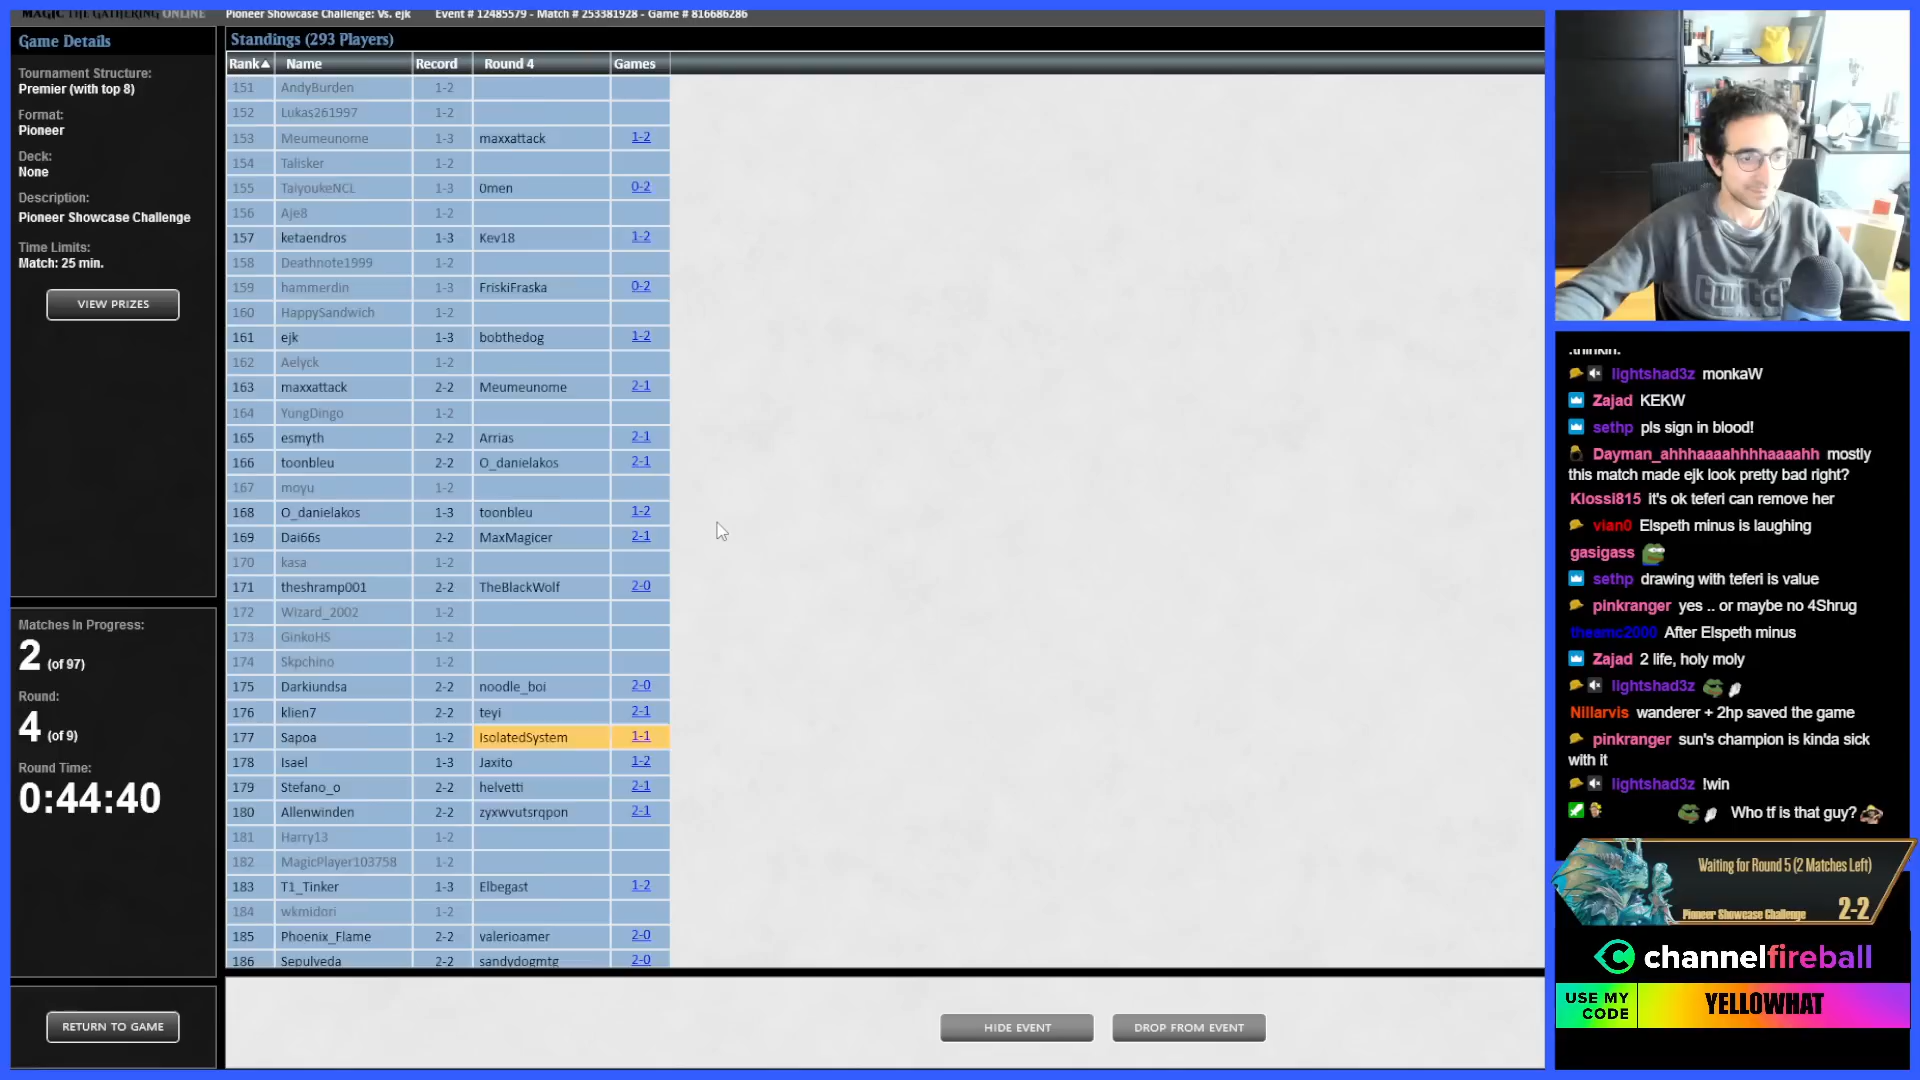 MAGIC THE GATHERING ONLINE
Pioneer Showcase Challenge: Vs. ejk Event # 12485579 - Match # 253381928 - Game # 816686286
Game Details
Tournament Structure:
Premier (with top 8)
Format:
Pioneer
Deck:
None
Description:
Pioneer Showcase Challenge
Time Limits:
Match: 25 min.
VIEW PRIZES
Matches In Progress:
2 (of 97)
Round:
4 (of 9)
Round Time:
0:44:40
RETURN TO GAME
Standings (293 Players)
Rank Name Record Round 4 Games
151 AndyBurden 1-2
152 Lukas261997 1-2
153 Meumeunome 1-3 maxxattack 1-2
154 Talisker 1-2
155 TaiyoukeNCL 1-3 0men 0-2
156 Aje8 1-2
157 ketaendros 1-3 Kev18 1-2
158 Deathnote1999 1-2
159 hammerdin 1-3 FriskiFraska 0-2
160 HappySandwich 1-2
161 ejk 1-3 bobthedog 1-2
162 Aelyck 1-2
163 maxxattack 2-2 Meumeunome 2-1
164 YungDingo 1-2
165 esmyth 2-2 Arrias 2-1
166 toonbleu 2-2 O_danielakos 2-1
167 moyu 1-2
168 O_danielakos 1-3 toonbleu 1-2
169 Dai66s 2-2 MaxMagicer 2-1
170 kasa 1-2
171 theshramp001 2-2 TheBlackWolf 2-0
172 Wizard_2002 1-2
173 GinkoHS 1-2
174 Skpchino 1-2
175 Darkiundsa 2-2 noodle_boi 2-0
176 klien7 2-2 teyi 2-1
177 Sapoa 1-2 IsolatedSystem 1-1
178 Isael 1-3 Jaxito 1-2
179 Stefano_o 2-2 helvetti 2-1
180 Allenwinden 2-2 zyxwvutsrqpon 2-1
181 Harry13 1-2
182 MagicPlayer103758 1-2
183 T1_Tinker 1-3 Elbegast 1-2
184 wkmidori 1-2
185 Phoenix_Flame 2-2 valerioamer 2-0
186 Sepulveda 2-2 sandydogmtg 2-0
HIDE EVENT DROP FROM EVENT
twitch
lightshad3z monkaW
Zajad KEKW
sethp pls sign in blood!
Dayman_ahhhaaaahhhhaaaahh mostly
this match made ejk look pretty bad right?
Klossi815 it's ok teferi can remove her
vian0 Elspeth minus is laughing
gasigass
sethp drawing with teferi is value
pinkranger yes .. or maybe no 4Shrug
theamc2000 After Elspeth minus
Zajad 2 life, holy moly
lightshad3z
Nillarvis wanderer + 2hp saved the game
pinkranger sun's champion is kinda sick
with it
lightshad3z !win
Who tf is that guy?
Waiting for Round 5 (2 Matches Left)
Pioneer Showcase Challenge 2-2
channelfireball
USE MY
CODE
YELLOWHAT